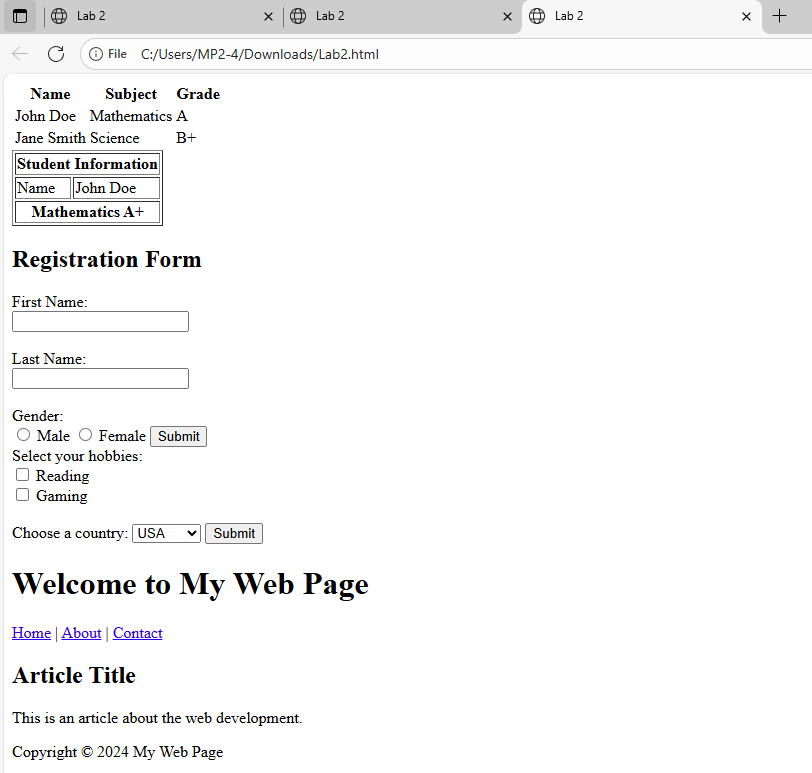 Lab 2
Lab 2
Lab 2
File C:/Users/MP2-4/Downloads/Lab2.html
Name Subject Grade
John Doe Mathematics A
Jane Smith Science B+
Student Information
Name John Doe
Mathematics A+
Registration Form
First Name:
Last Name:
Gender:
Male Female Submit
Select your hobbies:
Reading
Gaming
Choose a country: USA Submit
Welcome to My Web Page
Home | About | Contact
Article Title
This is an article about the web development.
Copyright © 2024 My Web Page